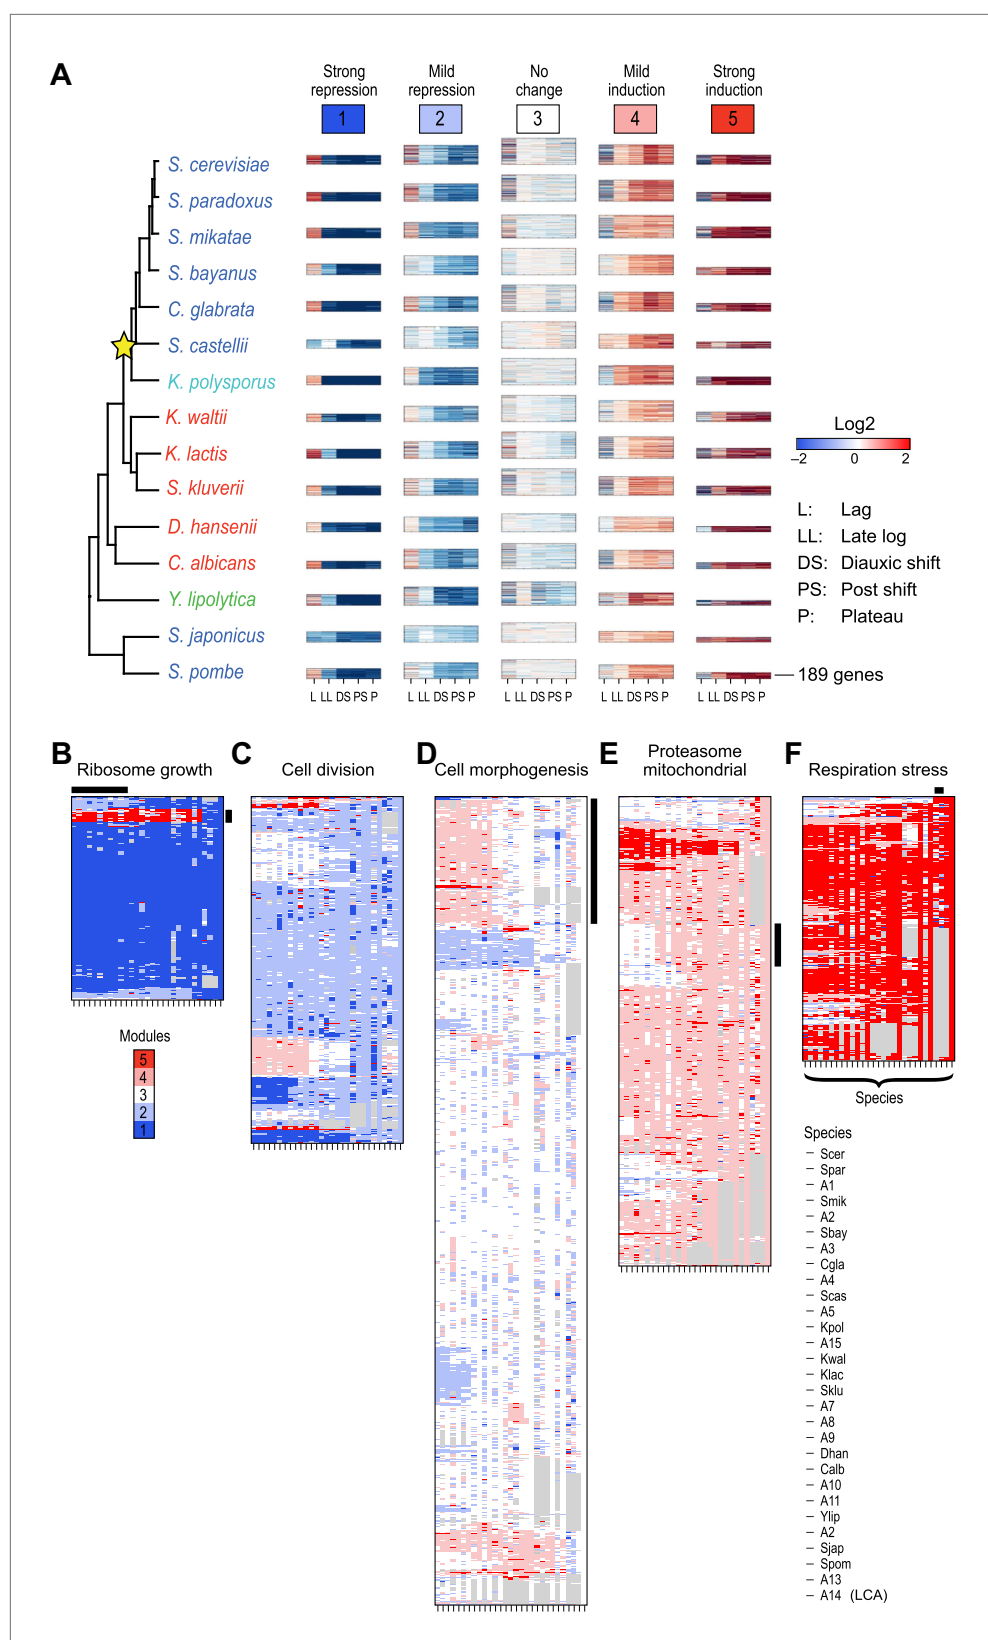 A
Strong
repression
Mild
repression
No
change
Mild
induction
Strong
induction
1
2
3
4
5
S. cerevisiae
S. paradoxus
S. mikatae
S. bayanus
C. glabrata
S. castellii
K. polysporus
K. waltii
K. lactis
S. kluverii
D. hansenii
C. albicans
Y. lipolytica
S. japonicus
S. pombe
Log2
–2 0 2
L: Lag
LL: Late log
DS: Diauxic shift
PS: Post shift
P: Plateau
189 genes
L LL DS PS P
L LL DS PS P
L LL DS PS P
L LL DS PS P
L LL DS PS P
B
Ribosome growth
C
Cell division
D
Cell morphogenesis
E
Proteasome
mitochondrial
F
Respiration stress
Modules
5
4
3
2
1
Species
Species
Scer
Spar
A1
Smik
A2
Sbay
A3
Cgla
A4
Scas
A5
Kpol
A15
Kwal
Klac
Sklu
A7
A8
A9
Dhan
Calb
A10
A11
Ylip
A2
Sjap
Spom
A13
A14 (LCA)